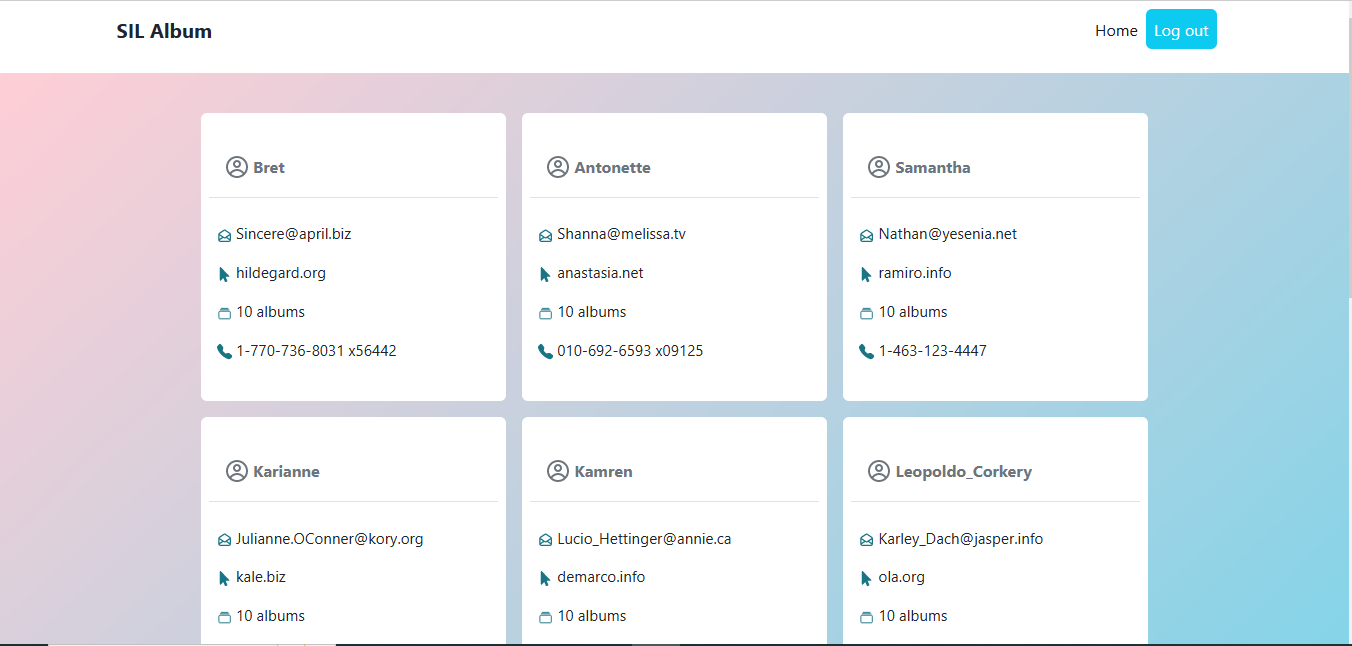 SIL Album
Home
Log out
Bret
Sincere@april.biz
hildegard.org
10 albums
1-770-736-8031 x56442
Antonette
Shanna@melissa.tv
anastasia.net
10 albums
010-692-6593 x09125
Samantha
Nathan@yesenia.net
ramiro.info
10 albums
1-463-123-4447
Karianne
Julianne.OConner@kory.org
kale.biz
10 albums
Kamren
Lucio_Hettinger@annie.ca
demarco.info
10 albums
Leopoldo_Corkery
Karley_Dach@jasper.info
ola.org
10 albums